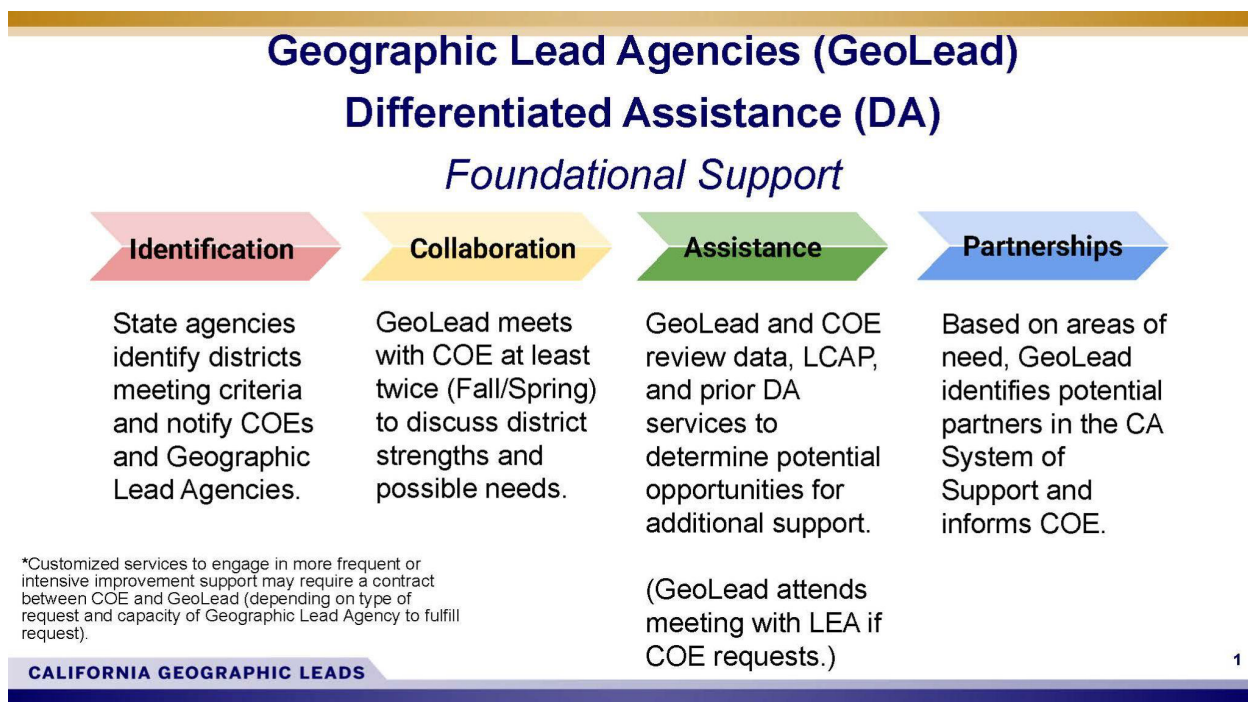 Geographic Lead Agencies (GeoLead)
Differentiated Assistance (DA)
Foundational Support
Identification
State agencies
identify districts
meeting criteria
and notify COEs
and Geographic
Lead Agencies.
Collaboration
GeoLead meets
with COE at least
twice (Fall/Spring)
to discuss district
strengths and
possible needs.
Assistance
GeoLead and COE
review data, LCAP,
and prior DA
services to
determine potential
opportunities for
additional support.
(GeoLead attends
meeting with LEA if
COE requests.)
Partnerships
Based on areas of
need, GeoLead
identifies potential
partners in the CA
System of
Support and
informs COE.
*Customized services to engage in more frequent or
intensive improvement support may require a contract
between COE and GeoLead (depending on type of
request and capacity of Geographic Lead Agency to fulfill
request).
CALIFORNIA GEOGRAPHIC LEADS
1